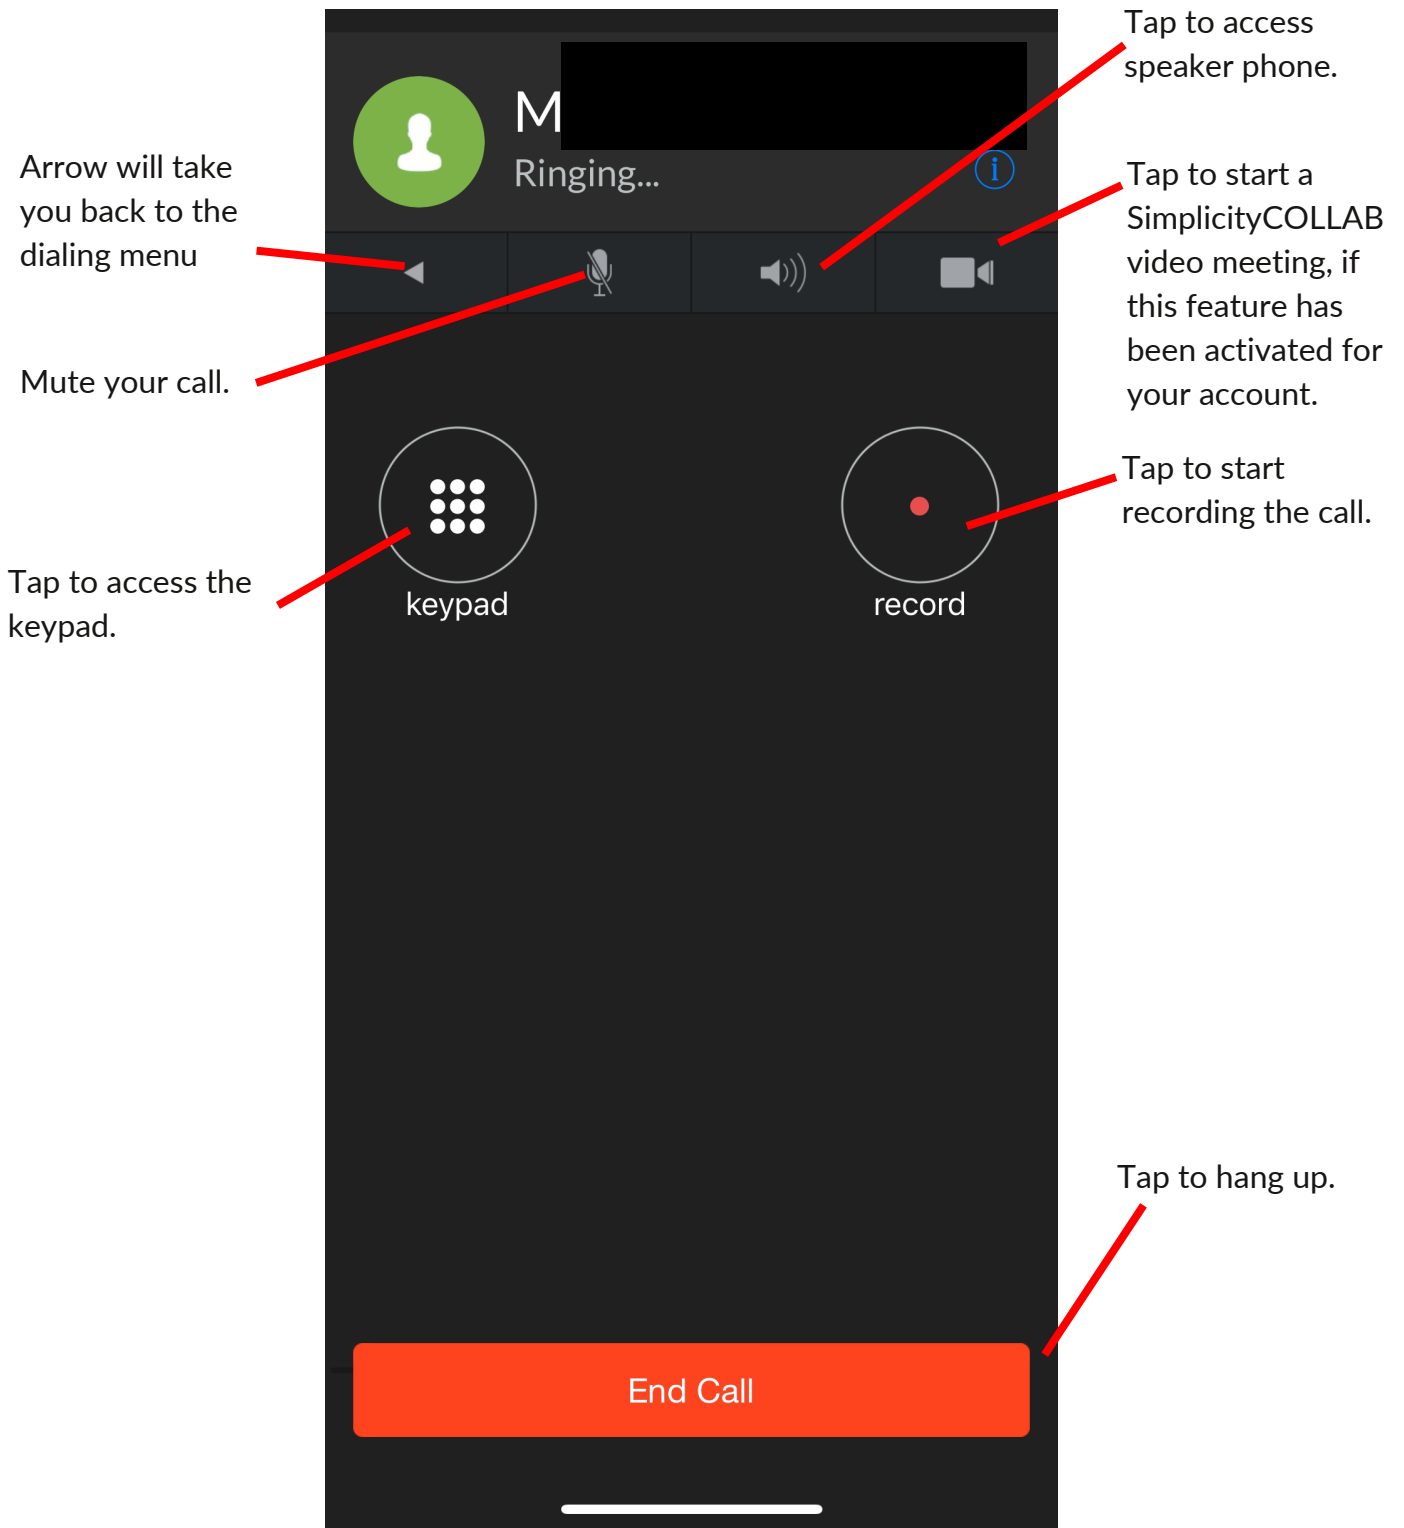 Tap to access
speaker phone.
M
Ringing...
i
Arrow will take
you back to the
dialing menu
Tap to start a
SimplicityCOLLAB
video meeting, if
this feature has
been activated for
your account.
Mute your call.
Tap to start
recording the call.
Tap to access the
keypad.
keypad
record
Tap to hang up.
End Call